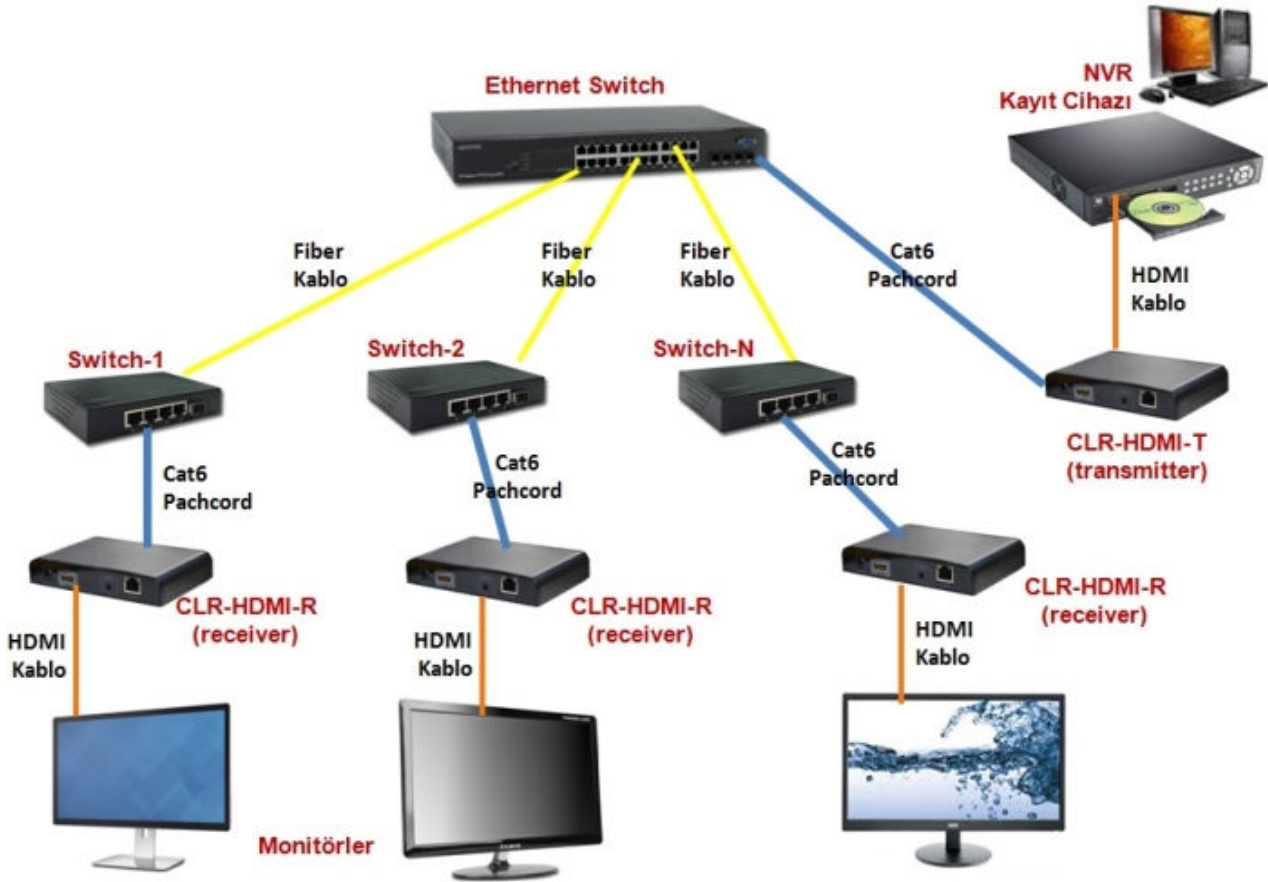 Ethernet Switch
NVR
Kayıt Cihazı
Fiber
Kablo
Fiber
Kablo
Fiber
Kablo
Cat6
Pachcord
HDMI
Kablo
Switch-1
Switch-2
Switch-N
CLR-HDMI-T
(transmitter)
Cat6
Pachcord
Cat6
Pachcord
Cat6
Pachcord
CLR-HDMI-R
(receiver)
CLR-HDMI-R
(receiver)
CLR-HDMI-R
(receiver)
HDMI
Kablo
HDMI
Kablo
HDMI
Kablo
Monitörler